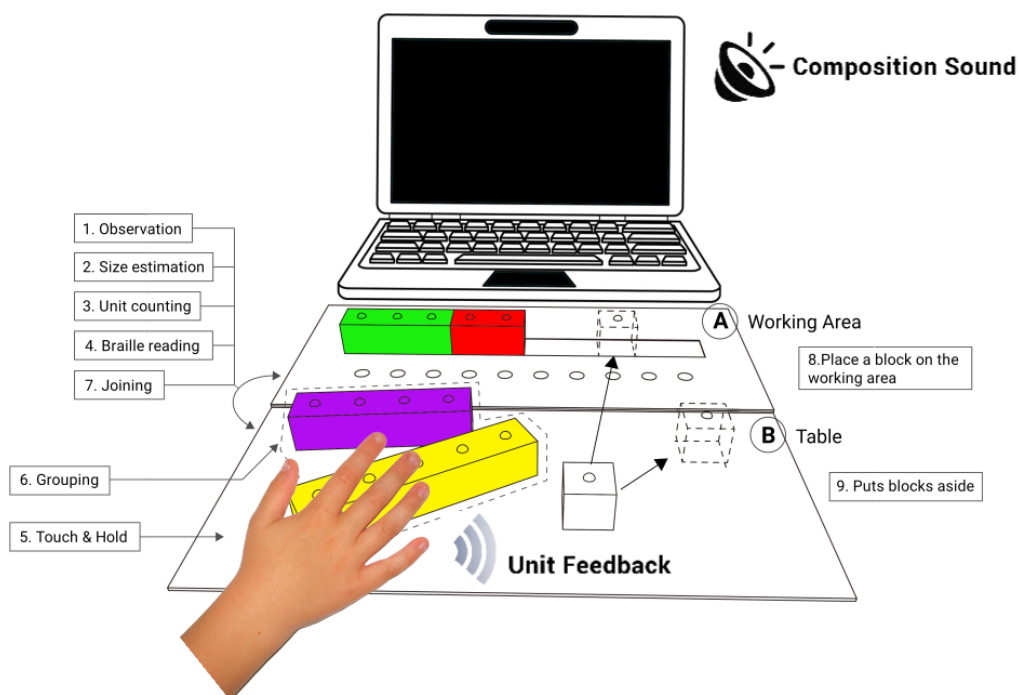 Composition Sound
1. Observation
2. Size estimation
3. Unit counting
4. Braille reading
7. Joining
A Working Area
8.Place a block on the
working area
B Table
6. Grouping
9. Puts blocks aside
5. Touch & Hold
Unit Feedback